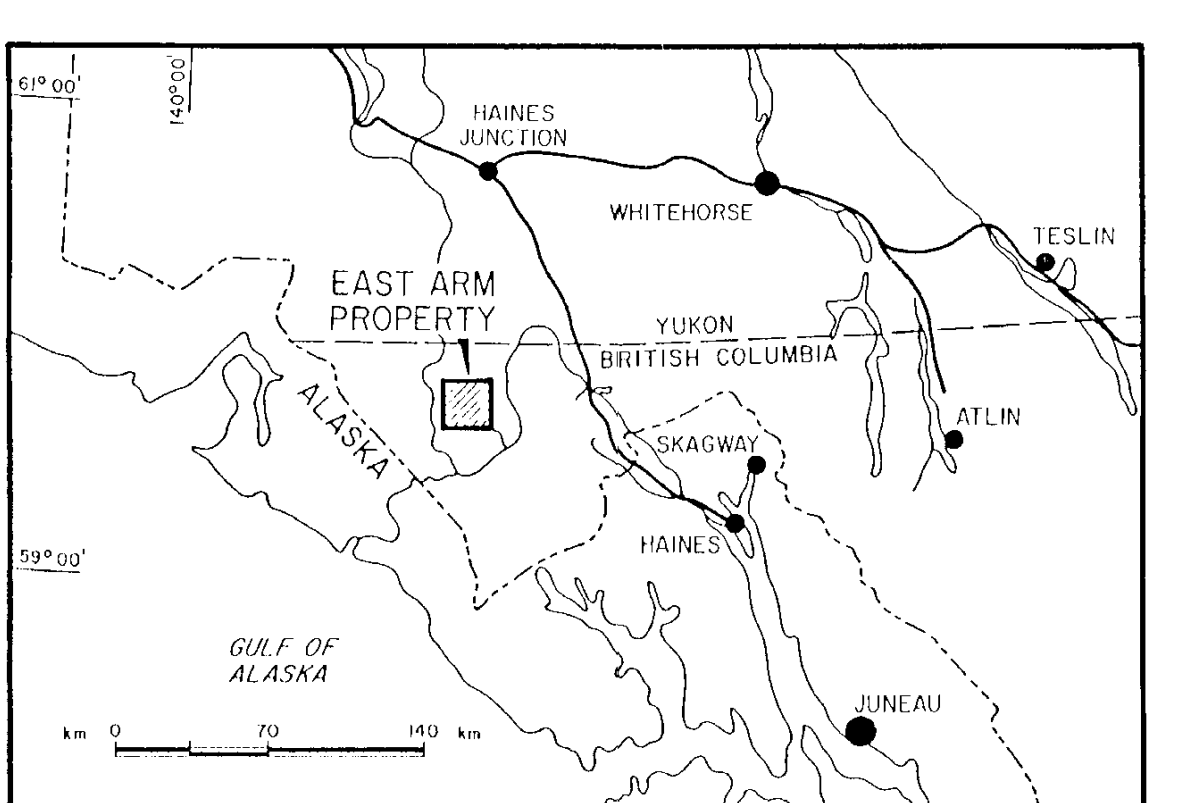 61° 00'
140° 00'
HAINES
JUNCTION
WHITEHORSE
TESLIN
EAST ARM
PROPERTY
YUKON
BIRITISH COLUMBIA
ALASKA
SKAGWAY
ATLIN
HAINES
59° 00'
GULF OF
ALASKA
JUNEAU
km 0 70 140 km